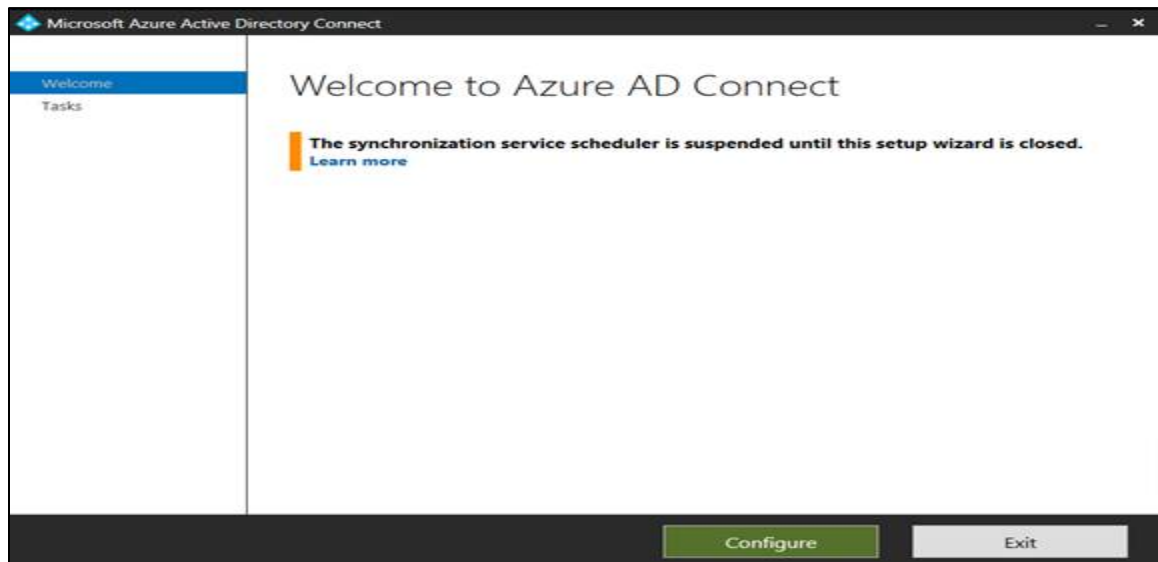 Microsoft Azure Active Directory Connect
Welcome
Tasks
Welcome to Azure AD Connect
The synchronization service scheduler is suspended until this setup wizard is closed.
Learn more
Configure
Exit